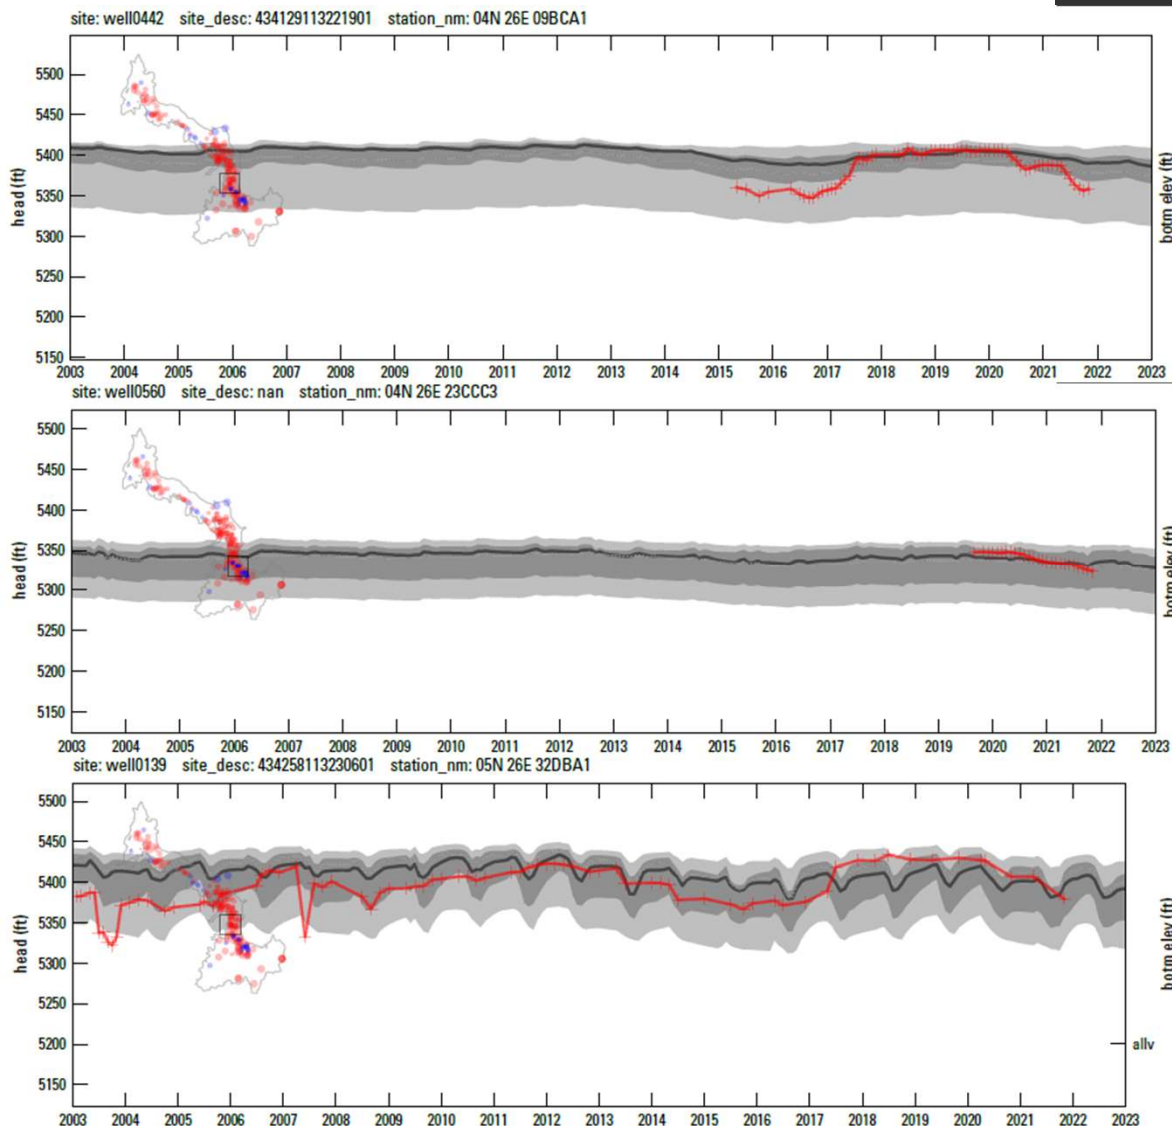 site: well0442 site_desc: 434129113221901 station_nm: 04N 26E 09BCA1
5500
5450
5400
5350
5300
5250
5200
5150
head (ft)
botm elev (ft)
2003 2004 2005 2006 2007 2008 2009 2010 2011 2012 2013 2014 2015 2016 2017 2018 2019 2020 2021 2022 2023
site: well0560 site_desc: nan station_nm: 04N 26E 23CCC3
5500
5450
5400
5350
5300
5250
5200
5150
head (ft)
botm elev (ft)
2003 2004 2005 2006 2007 2008 2009 2010 2011 2012 2013 2014 2015 2016 2017 2018 2019 2020 2021 2022 2023
site: well0139 site_desc: 434258113230601 station_nm: 05N 26E 32DBA1
5500
5450
5400
5350
5300
5250
5200
5150
head (ft)
botm elev (ft)
allv
2003 2004 2005 2006 2007 2008 2009 2010 2011 2012 2013 2014 2015 2016 2017 2018 2019 2020 2021 2022 2023